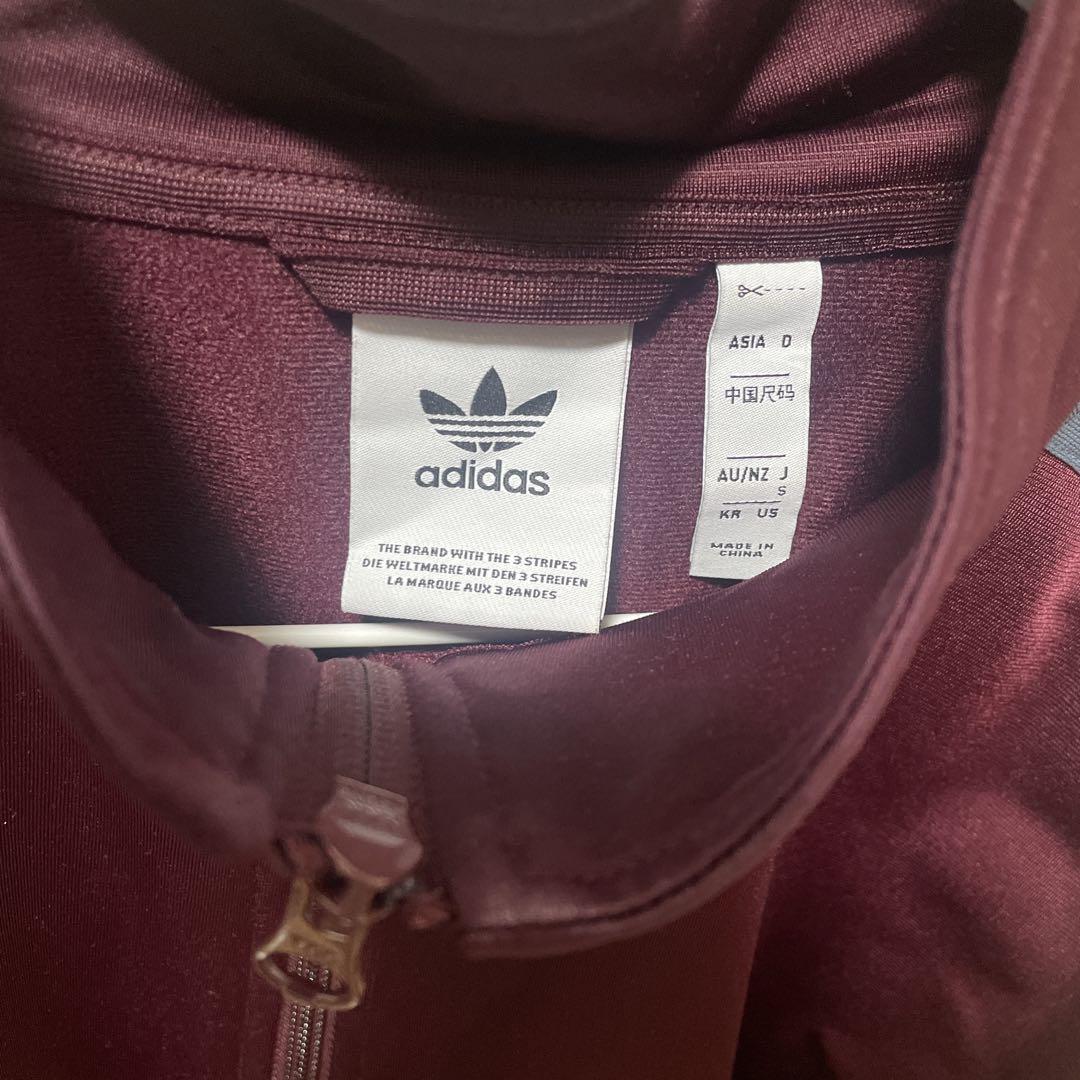 adidas
THE BRAND WITH THE 3 STRIPES
DIE WELTMARKE MIT DEN 3 STREIFEN
LA MARQUE AUX 3 BANDES
ASIA D
中国尺码
AU/NZ J
S
KR US
MADE IN
CHINA